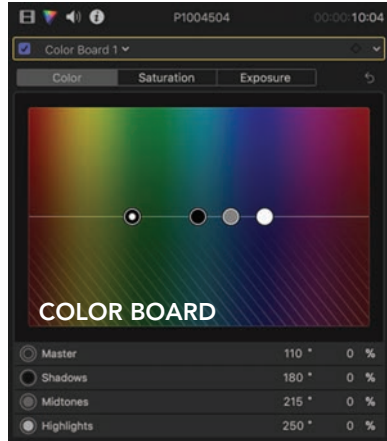 P1004504 00:00:10:04
Color Board 1
Color Saturation Exposure
COLOR BOARD
Master 110 ° 0 %
Shadows 180 ° 0 %
Midtones 215 ° 0 %
Highlights 250 ° 0 %